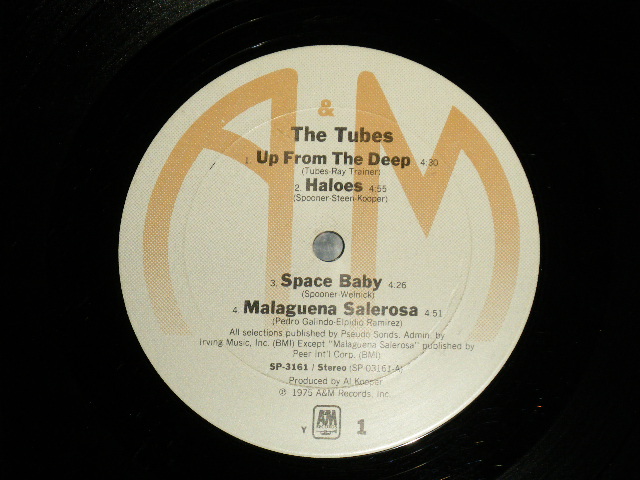 &
The Tubes
1. Up From The Deep 4:30
(Tubes-Ray Trainer)
2. Haloes 4:55
(Spooner-Steen-Kooper)
3. Space Baby 4:26
(Spooner-Welnick)
4. Malaguena Salerosa 4:51
(Pedro Galindo-Elpidio Ramirez)
All selections published by Pseudo Songs. Admin. by
Irving Music, Inc. (BMI) Except "Malaguena Salerosa" published by
Peer Int'l Corp. (BMI)
SP-3161 / Stereo (SP 03161-A)
Produced by Al Kooper
℗ 1975 A&M Records, Inc.
Y A&M RECORDS 1